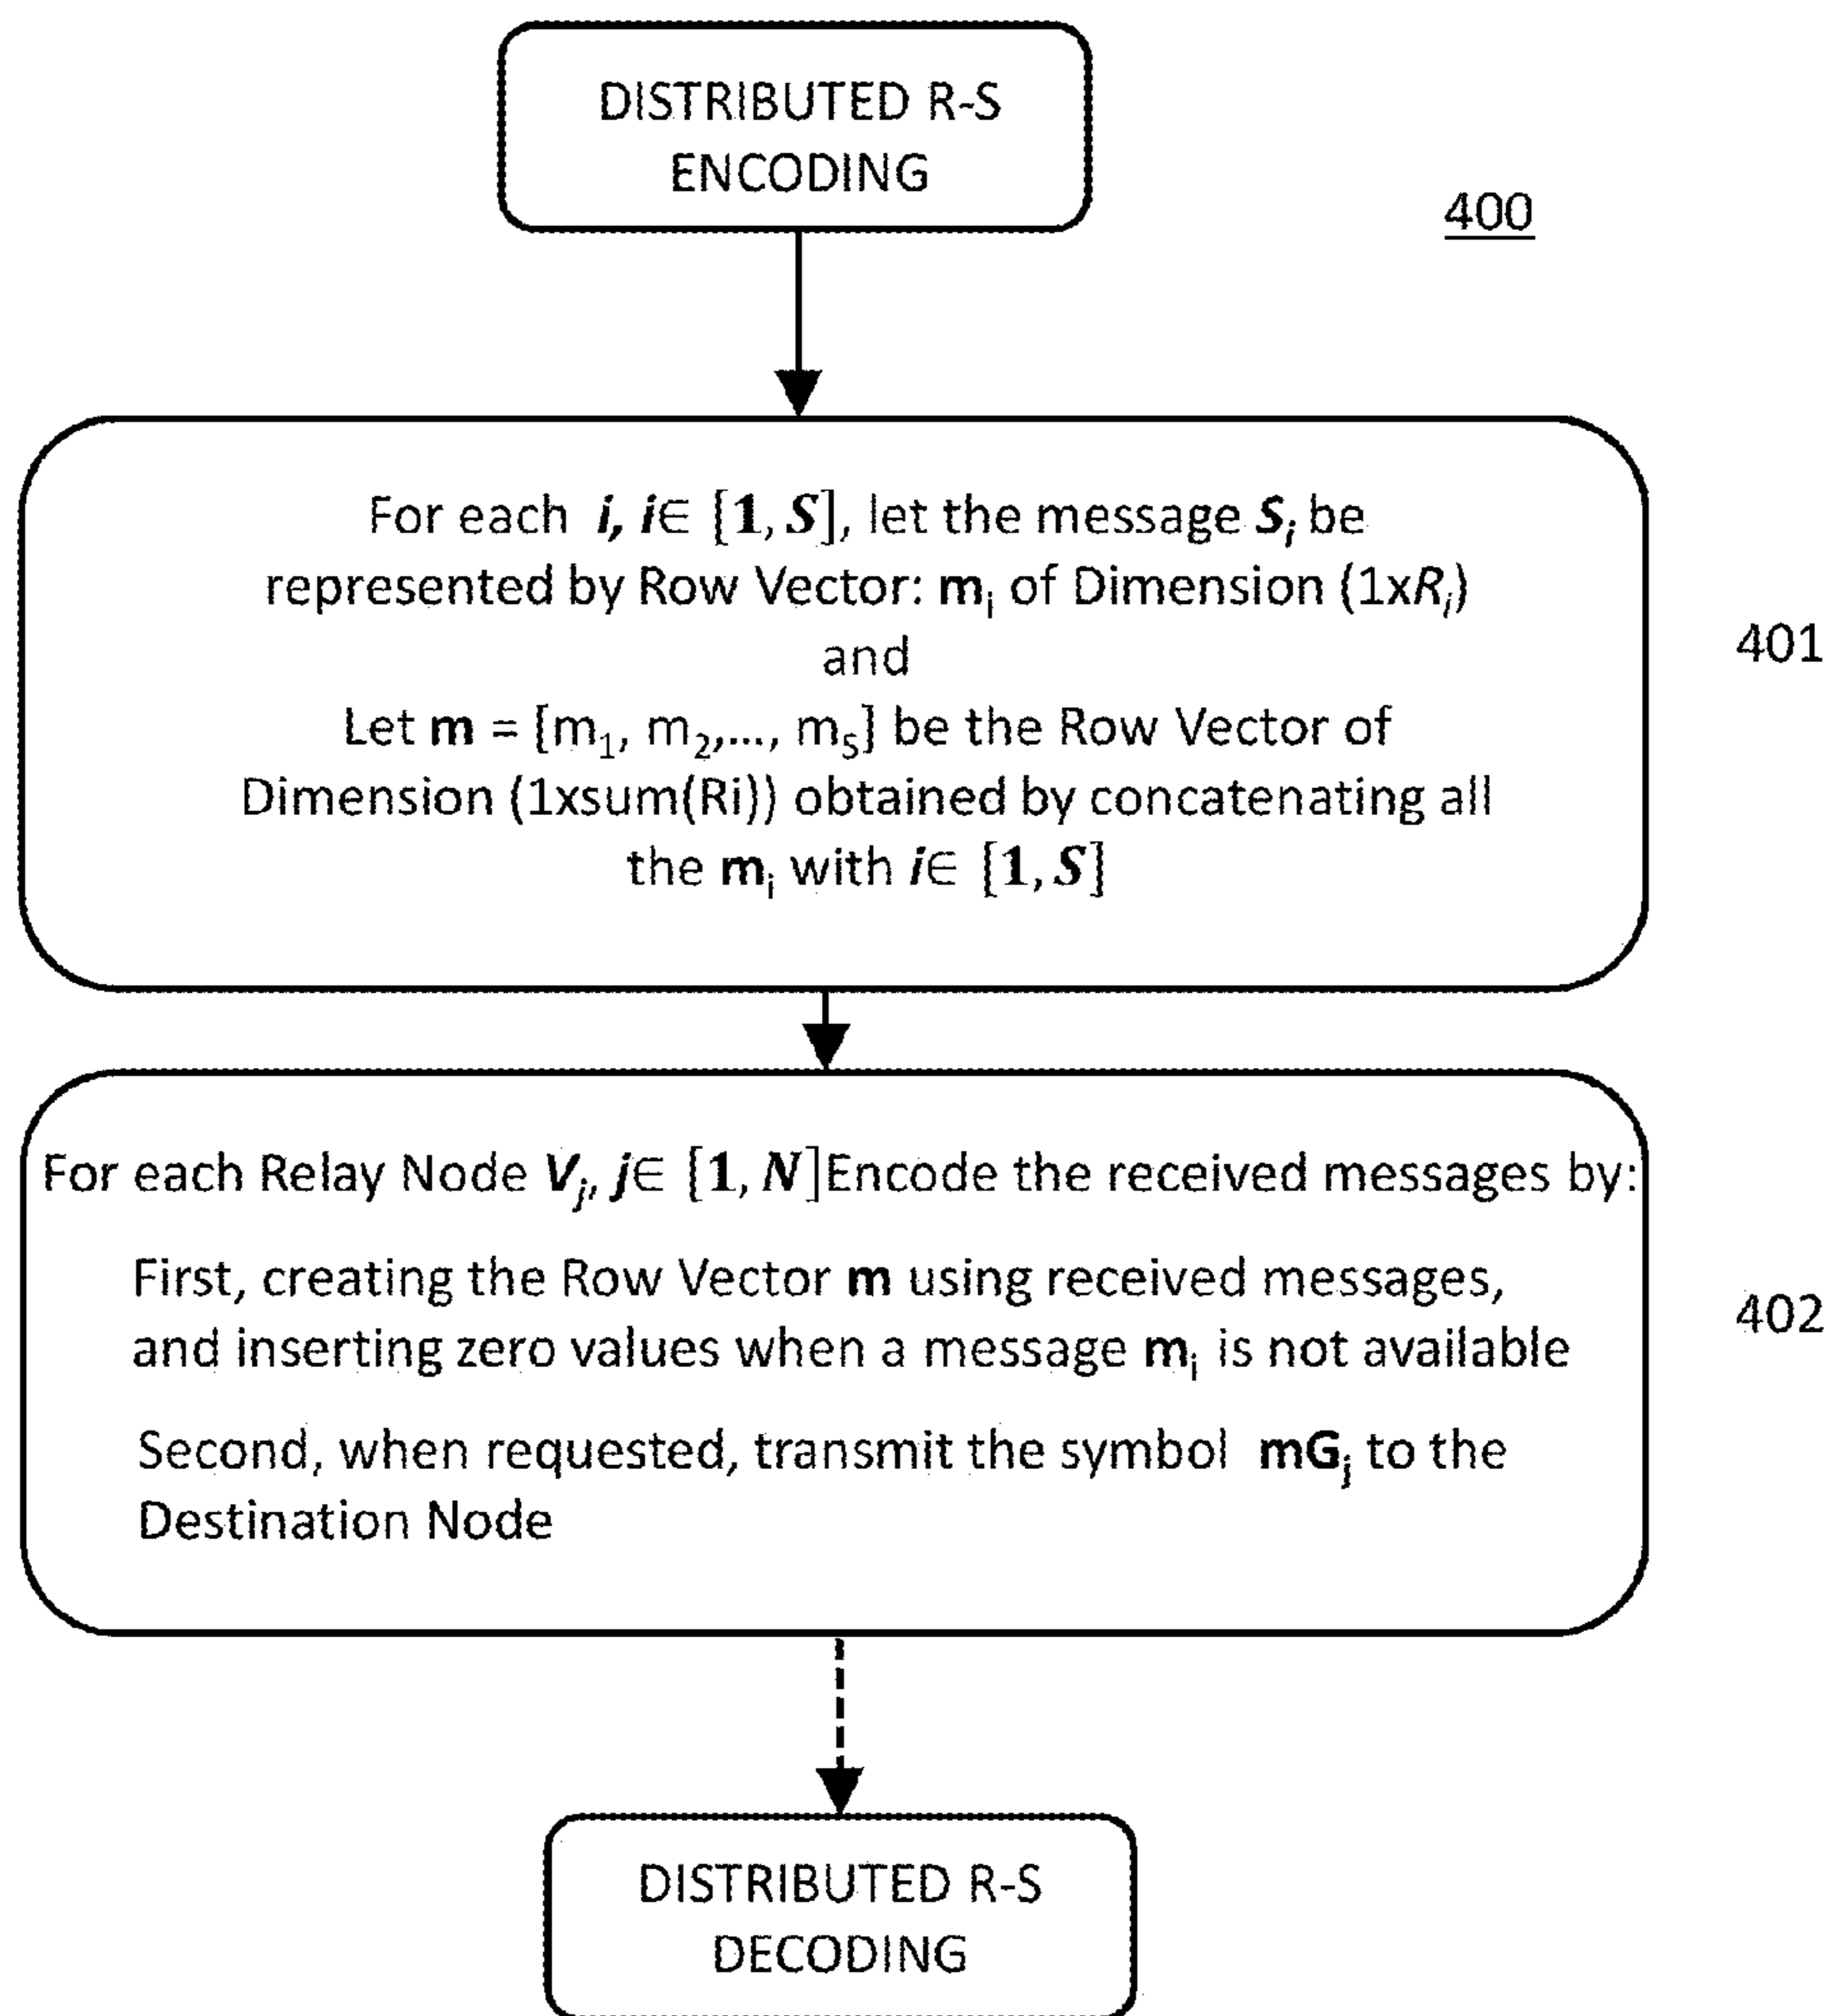 DISTRIBUTED R-S
ENCODING
400
For each i, i∈ [1, S], let the message Sᵢ be
represented by Row Vector: mᵢ of Dimension (1xRᵢ)
and
Let m = [m₁, m₂,..., mₛ] be the Row Vector of
Dimension (1xsum(Ri)) obtained by concatenating all
the mᵢ with i∈ [1, S]
401
For each Relay Node Vⱼ, j∈ [1, N]Encode the received messages by:
First, creating the Row Vector m using received messages,
and inserting zero values when a message mᵢ is not available
402
Second, when requested, transmit the symbol mGⱼ to the
Destination Node
DISTRIBUTED R-S
DECODING